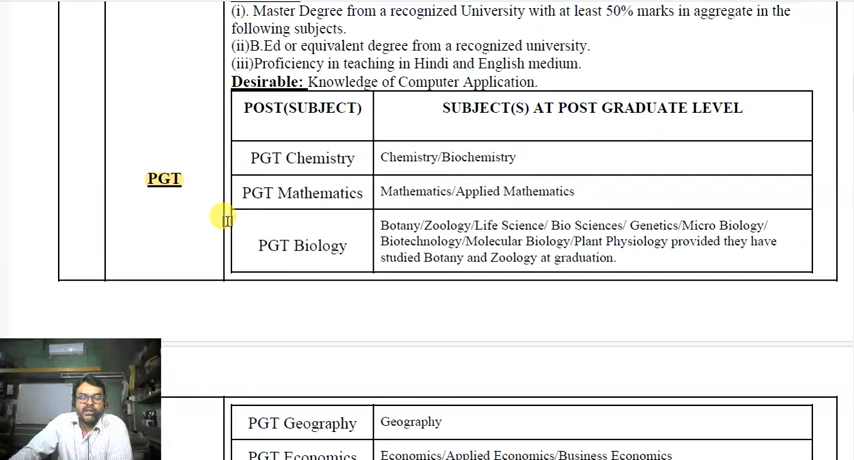 (i). Master Degree from a recognized University with at least 50% marks in aggregate in the
following subjects.
(ii)B.Ed or equivalent degree from a recognized university.
(iii)Proficiency in teaching in Hindi and English medium.
Desirable: Knowledge of Computer Application.
POST(SUBJECT) SUBJECT(S) AT POST GRADUATE LEVEL
PGT Chemistry Chemistry/Biochemistry
PGT
PGT Mathematics Mathematics/Applied Mathematics
PGT Biology
Botany/Zoology/Life Science/ Bio Sciences/ Genetics/Micro Biology/
Biotechnology/Molecular Biology/Plant Physiology provided they have
studied Botany and Zoology at graduation.
PGT Geography Geography
PGT Economics Economics/Applied Economics/Business Economics